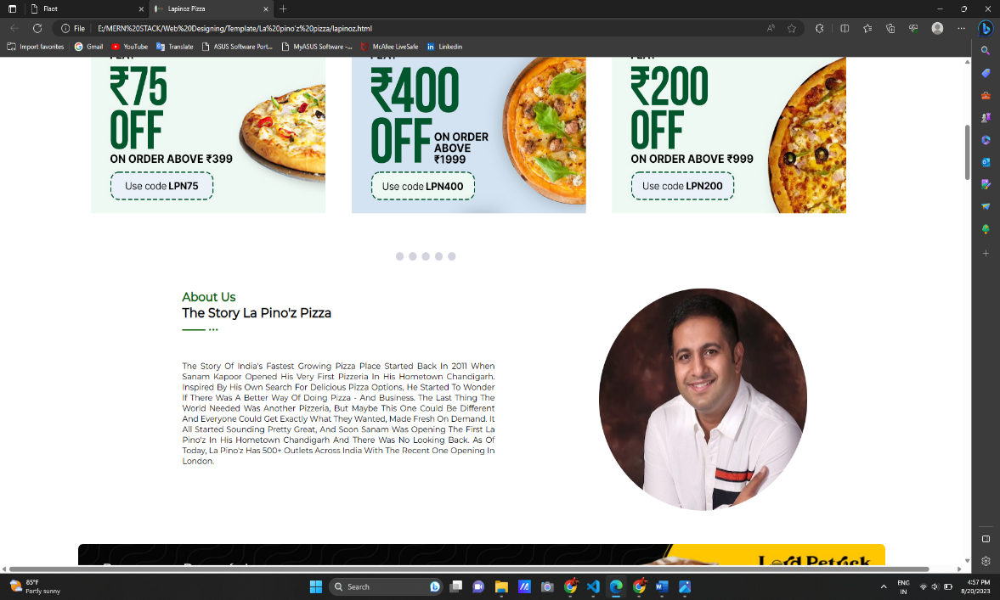 Flaot
Lapinoz Pizza
File
E:/MERN%20STACK/Web%20Designing/Template/La%20pino'z%20pizza/lapinoz.html
Import favorites
Gmail
YouTube
Translate
ASUS Software Port...
MyASUS Software -...
McAfee LiveSafe
LinkedIn
₹75
OFF
ON ORDER ABOVE ₹399
Use code LPN75
₹400
OFF
ON ORDER
ABOVE
₹1999
Use code LPN400
₹200
OFF
ON ORDER ABOVE ₹999
Use code LPN200
About Us
The Story La Pino'z Pizza
The Story Of India's Fastest Growing Pizza Place Started Back In 2011 When
Sanam Kapoor Opened His Very First Pizzeria In His Hometown Chandigarh.
Inspired By His Own Search For Delicious Pizza Options, He Started To Wonder
If There Was A Better Way Of Doing Pizza - And Business. The Last Thing The
World Needed Was Another Pizzeria, But Maybe This One Could Be Different
And Everyone Could Get Exactly What They Wanted, Made Fresh On Demand. It
All Started Sounding Pretty Great, And Soon Sanam Was Opening The First La
Pino'z In His Hometown Chandigarh And There Was No Looking Back. As Of
Today, La Pino'z Has 500+ Outlets Across India With The Recent One Opening In
London.
Lord Petrick
85°F
Partly sunny
Search
ENG
IN
4:57 PM
8/20/2023